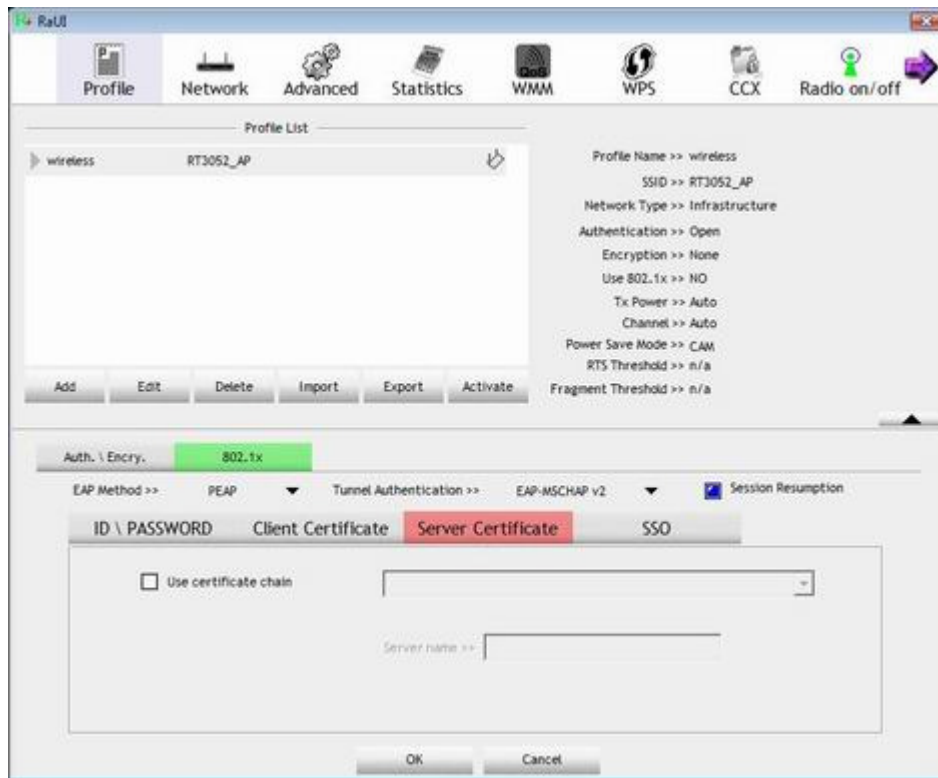 RaUI
Profile Network Advanced Statistics QoS WMM WPS CCX Radio on/off
Profile List
wireless RT3052_AP
Profile Name >> wireless
SSID >> RT3052_AP
Network Type >> Infrastructure
Authentication >> Open
Encryption >> None
Use 802.1x >> NO
Tx Power >> Auto
Channel >> Auto
Power Save Mode >> CAM
RTS Threshold >> n/a
Fragment Threshold >> n/a
Add Edit Delete Import Export Activate
Auth. \ Encry. 802.1x
EAP Method >> PEAP Tunnel Authentication >> EAP-MSCHAP v2 Session Resumption
ID \ PASSWORD Client Certificate Server Certificate SSO
Use certificate chain
Server name >>
OK Cancel